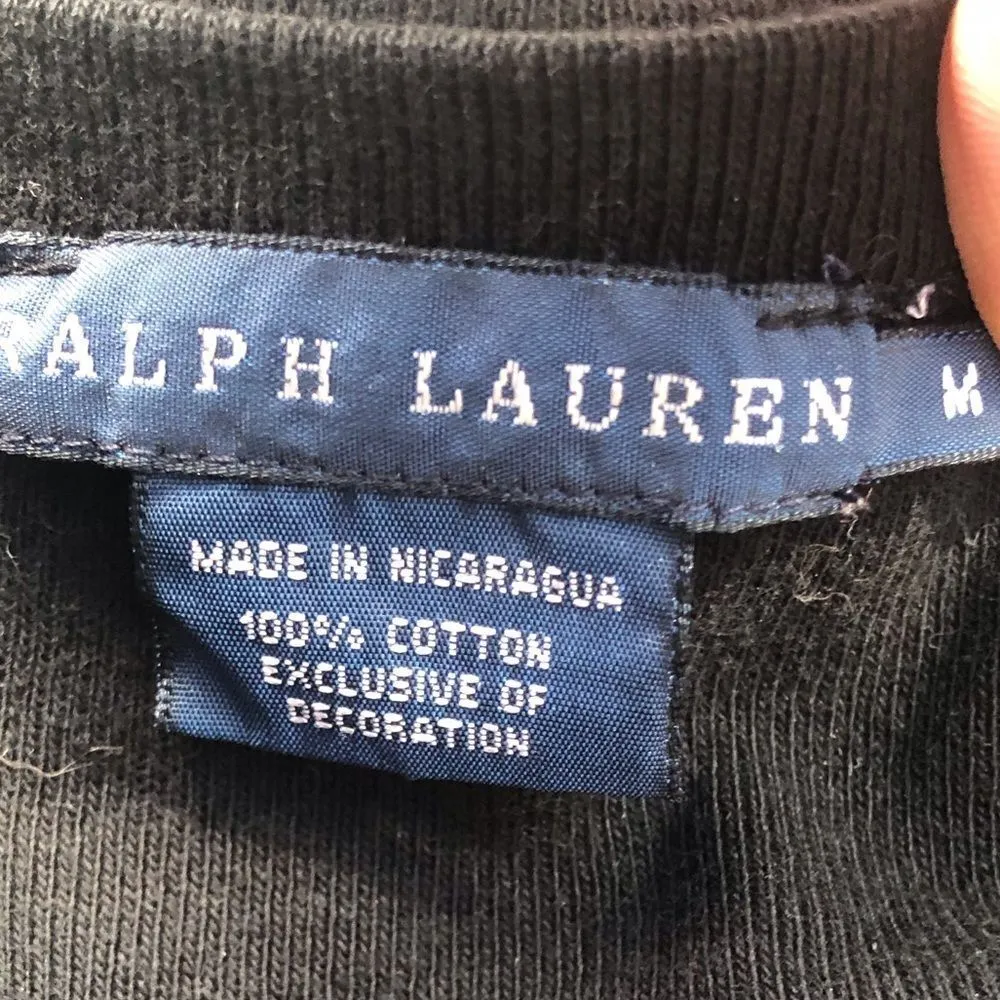 RALPH LAUREN M
MADE IN NICARAGUA
100% COTTON
EXCLUSIVE OF
DECORATION